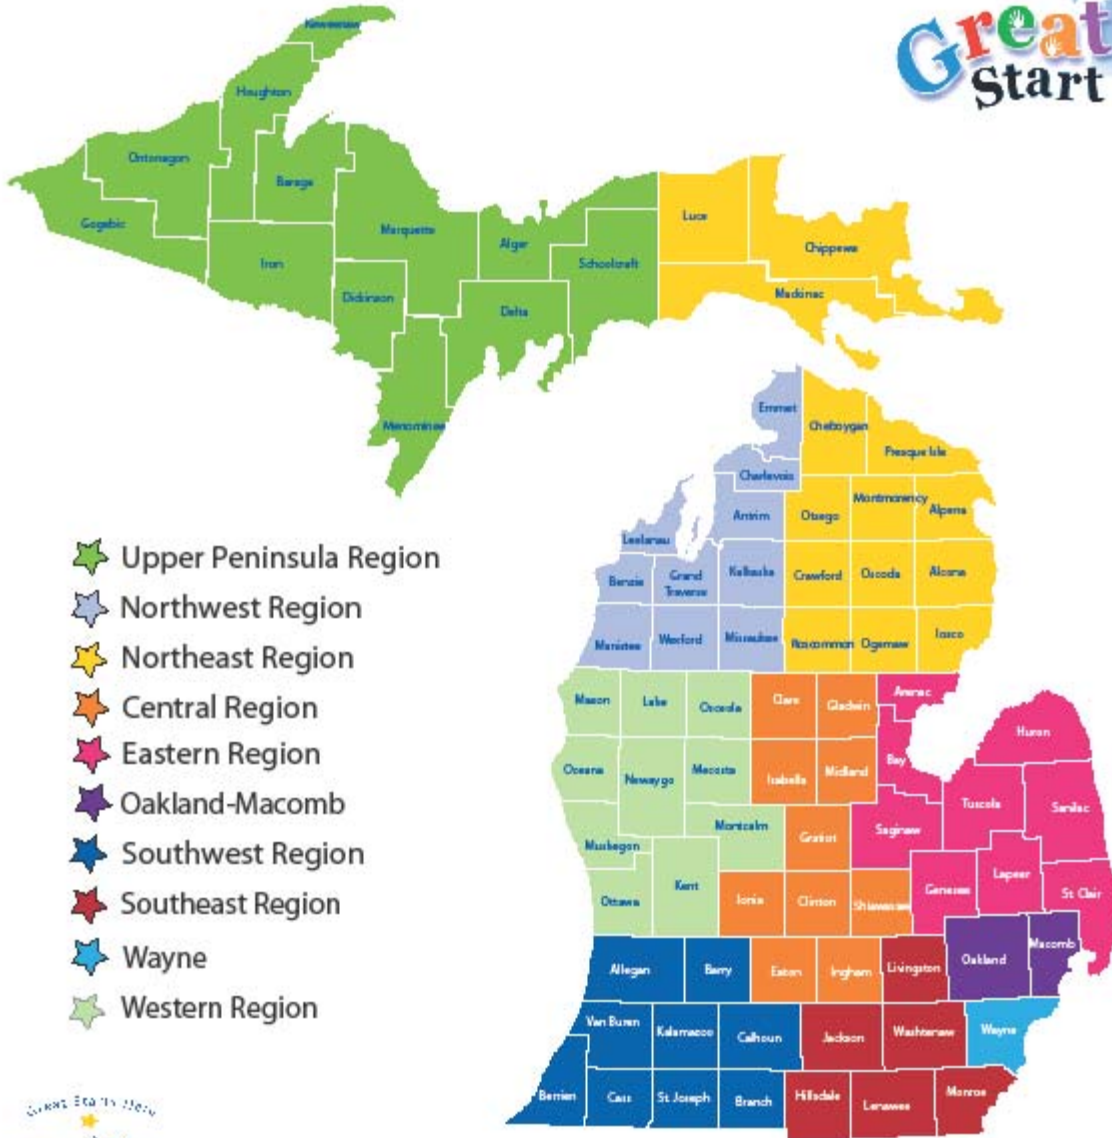 Great
Start
Keweenaw
Houghton
Ontonagon
Baraga
Gogebic
Marquette
Luce
Alger
Chippewa
Iron
Schoolcraft
Dickinson
Mackinac
Delta
Menominee
Emmet
Cheboygan
Presque Isle
Charlevoix
Montmorency
Antrim
Otsego
Alpena
Leelanau
Benzie
Grand
Traverse
Kalkaska
Crawford
Oscoda
Alcona
Manistee
Wexford
Missaukee
Roscommon
Ogemaw
Iosco
Upper Peninsula Region
Northwest Region
Northeast Region
Central Region
Eastern Region
Oakland-Macomb
Southwest Region
Southeast Region
Wayne
Western Region
Mason
Lake
Osceola
Clare
Gladwin
Arenac
Huron
Oceana
Newaygo
Mecosta
Isabella
Midland
Bay
Tuscola
Sanilac
Muskegon
Montcalm
Gratiot
Saginaw
Ottawa
Kent
Ionia
Clinton
Shiawassee
Genesee
Lapeer
St Clair
Allegan
Barry
Eaton
Ingham
Livingston
Oakland
Macomb
Van Buren
Kalamazoo
Calhoun
Jackson
Washtenaw
Wayne
Berrien
Cass
St Joseph
Branch
Hillsdale
Lenawee
Monroe
Great Starts Here